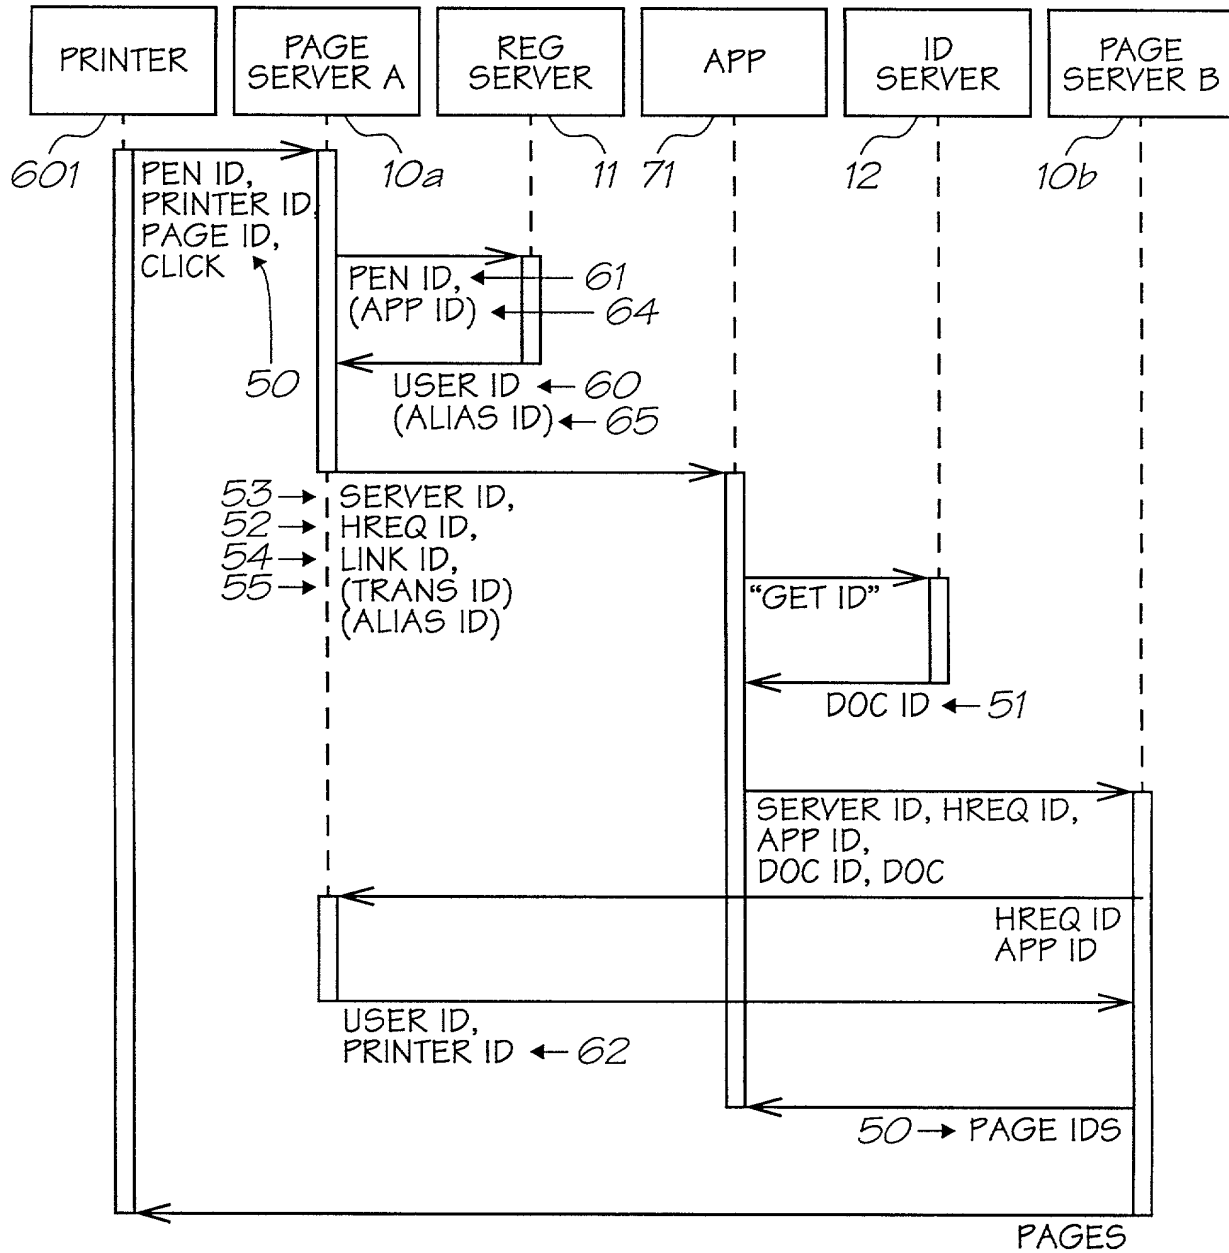 PRINTER
PAGE
SERVER A
REG
SERVER
APP
ID
SERVER
PAGE
SERVER B
601
10a
11
71
12
10b
PEN ID,
PRINTER ID,
PAGE ID,
CLICK
50
PEN ID, 61
(APP ID) 64
USER ID 60
(ALIAS ID) 65
53 SERVER ID,
52 HREQ ID,
54 LINK ID,
55 (TRANS ID)
(ALIAS ID)
“GET ID”
DOC ID 51
SERVER ID, HREQ ID,
APP ID,
DOC ID, DOC
HREQ ID
APP ID
USER ID,
PRINTER ID 62
50 PAGE IDS
PAGES